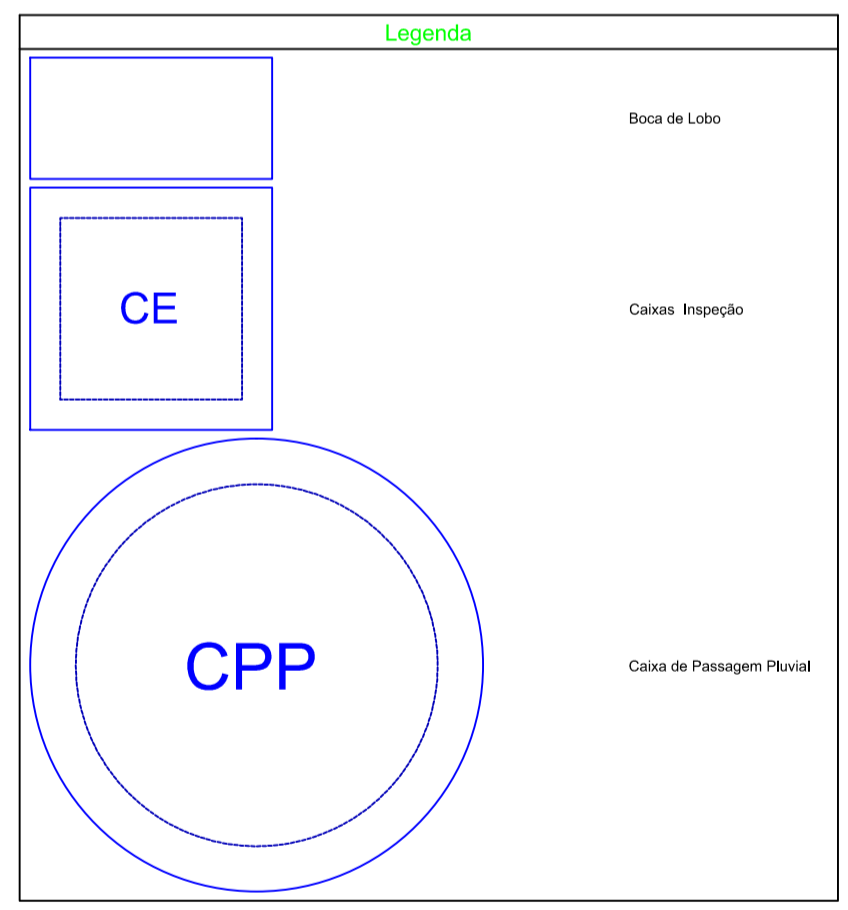 Legenda
Boca de Lobo
CE
Caixas  Inspeção
CPP
Caixa de Passagem Pluvial